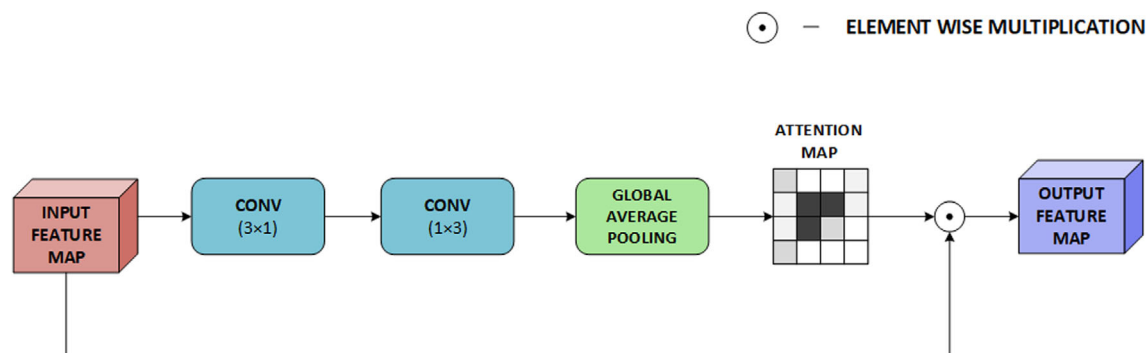 — ELEMENT WISE MULTIPLICATION
ATTENTION
MAP
INPUT
FEATURE
MAP
CONV
(3×1)
CONV
(1×3)
GLOBAL
AVERAGE
POOLING
OUTPUT
FEATURE
MAP